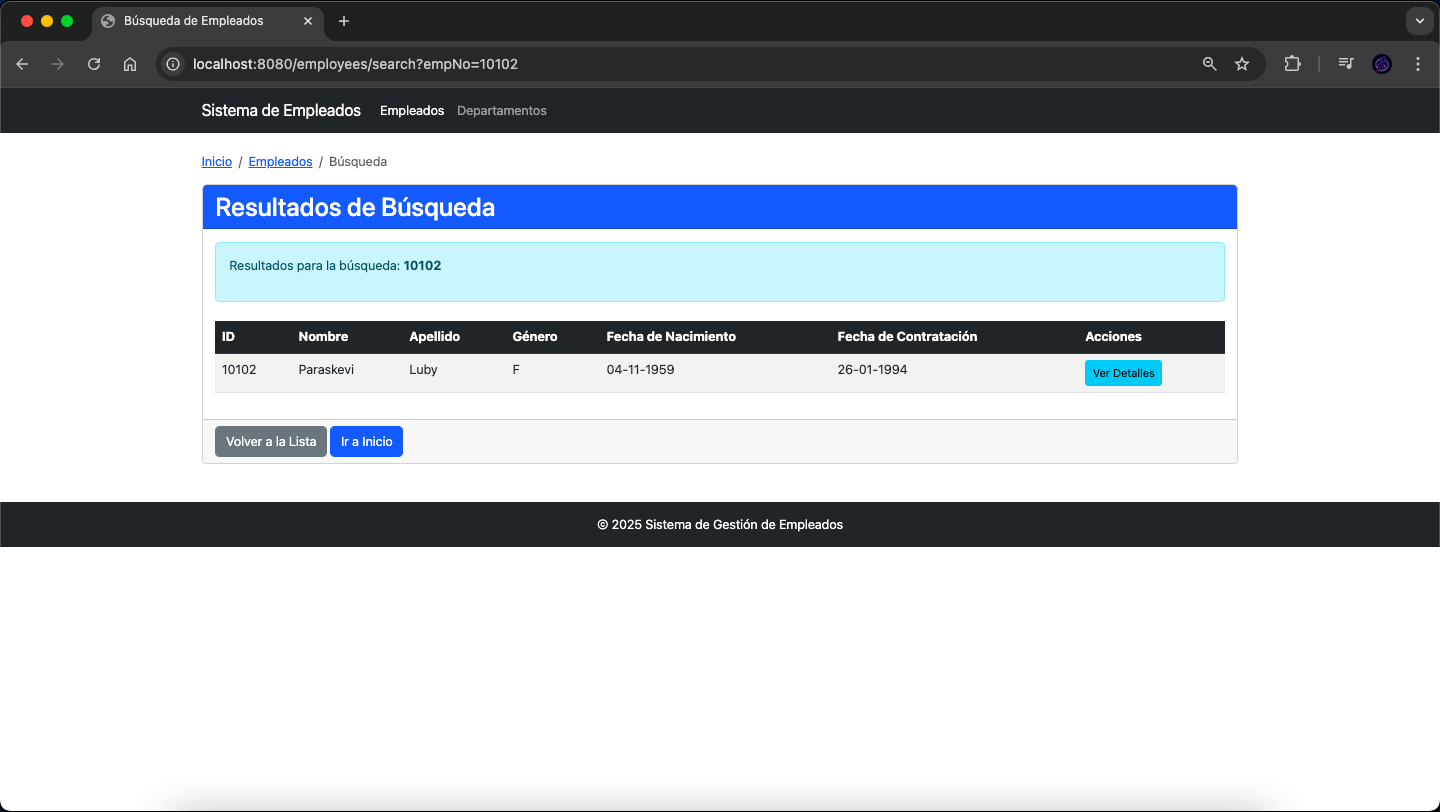 Búsqueda de Empleados
localhost:8080/employees/search?empNo=10102
Sistema de Empleados Empleados Departamentos
Inicio / Empleados / Búsqueda
Resultados de Búsqueda
Resultados para la búsqueda: 10102
ID Nombre Apellido Género Fecha de Nacimiento Fecha de Contratación Acciones
10102 Paraskevi Luby F 04-11-1959 26-01-1994 Ver Detalles
Volver a la Lista Ir a Inicio
© 2025 Sistema de Gestión de Empleados